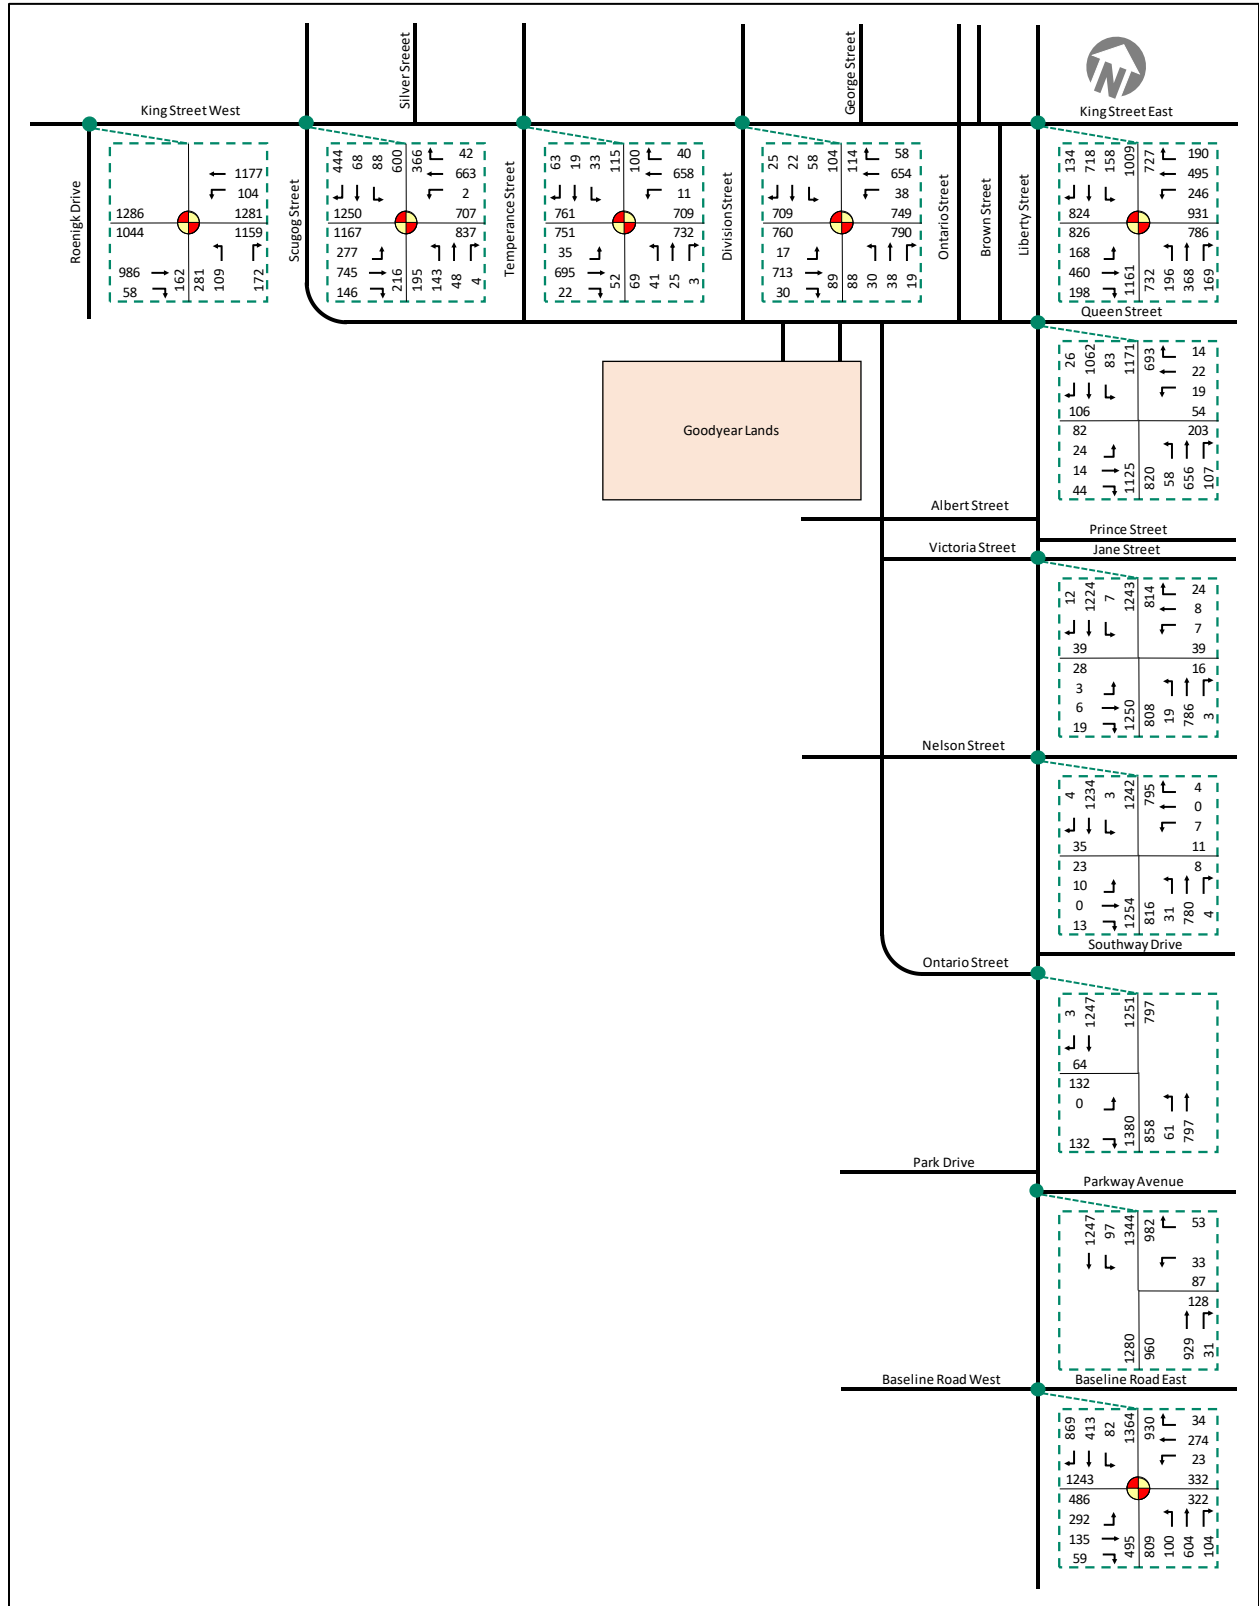 N
King Street West
Silver Sreeet
George Street
King Street East
Roenigk Drive
Scugog Street
Temperance Street
Division Street
Ontario Street
Brown Street
Liberty Street
1177
104
1286 1281
1044 1159
986
58
162 281 109 172
444 68 88 600 366 42
663
2
1250 707
1167 837
277
745
146
216 195 143 48 4
63 19 33 115 100 40
658
11
761 709
751 732
35
695
22
52 69 41 25 3
25 22 58 104 114 58
654
38
709 749
760 790
17
713
30
89 88 30 38 19
134 718 158 1009 727 190
495
246
824 931
826 786
168
460
198
1161 732 196 368 169
Queen Street
26 1062 83 1171 693 14
22
19
106 54
82 203
24
14
44
1125 820 58 656 107
Goodyear Lands
Albert Street
Prince Street
Victoria Street
Jane Street
12 1224 7 1243 814 24
8
7
39 39
28 16
3
6
19
1250 808 19 786 3
Nelson Street
4 1234 3 1242 795 4
0
7
35 11
23 8
10
0
13
1254 816 31 780 4
Southway Drive
Ontario Street
3 1247 1251 797
64
132
0
132
1380 858 61 797
Park Drive
Parkway Avenue
1247 97 1344 982 53
33
87
128
1280 960 929 31
Baseline Road West
Baseline Road East
869 413 82 1364 930 34
274
23
1243 332
486 322
292
135
59
495 809 100 604 104